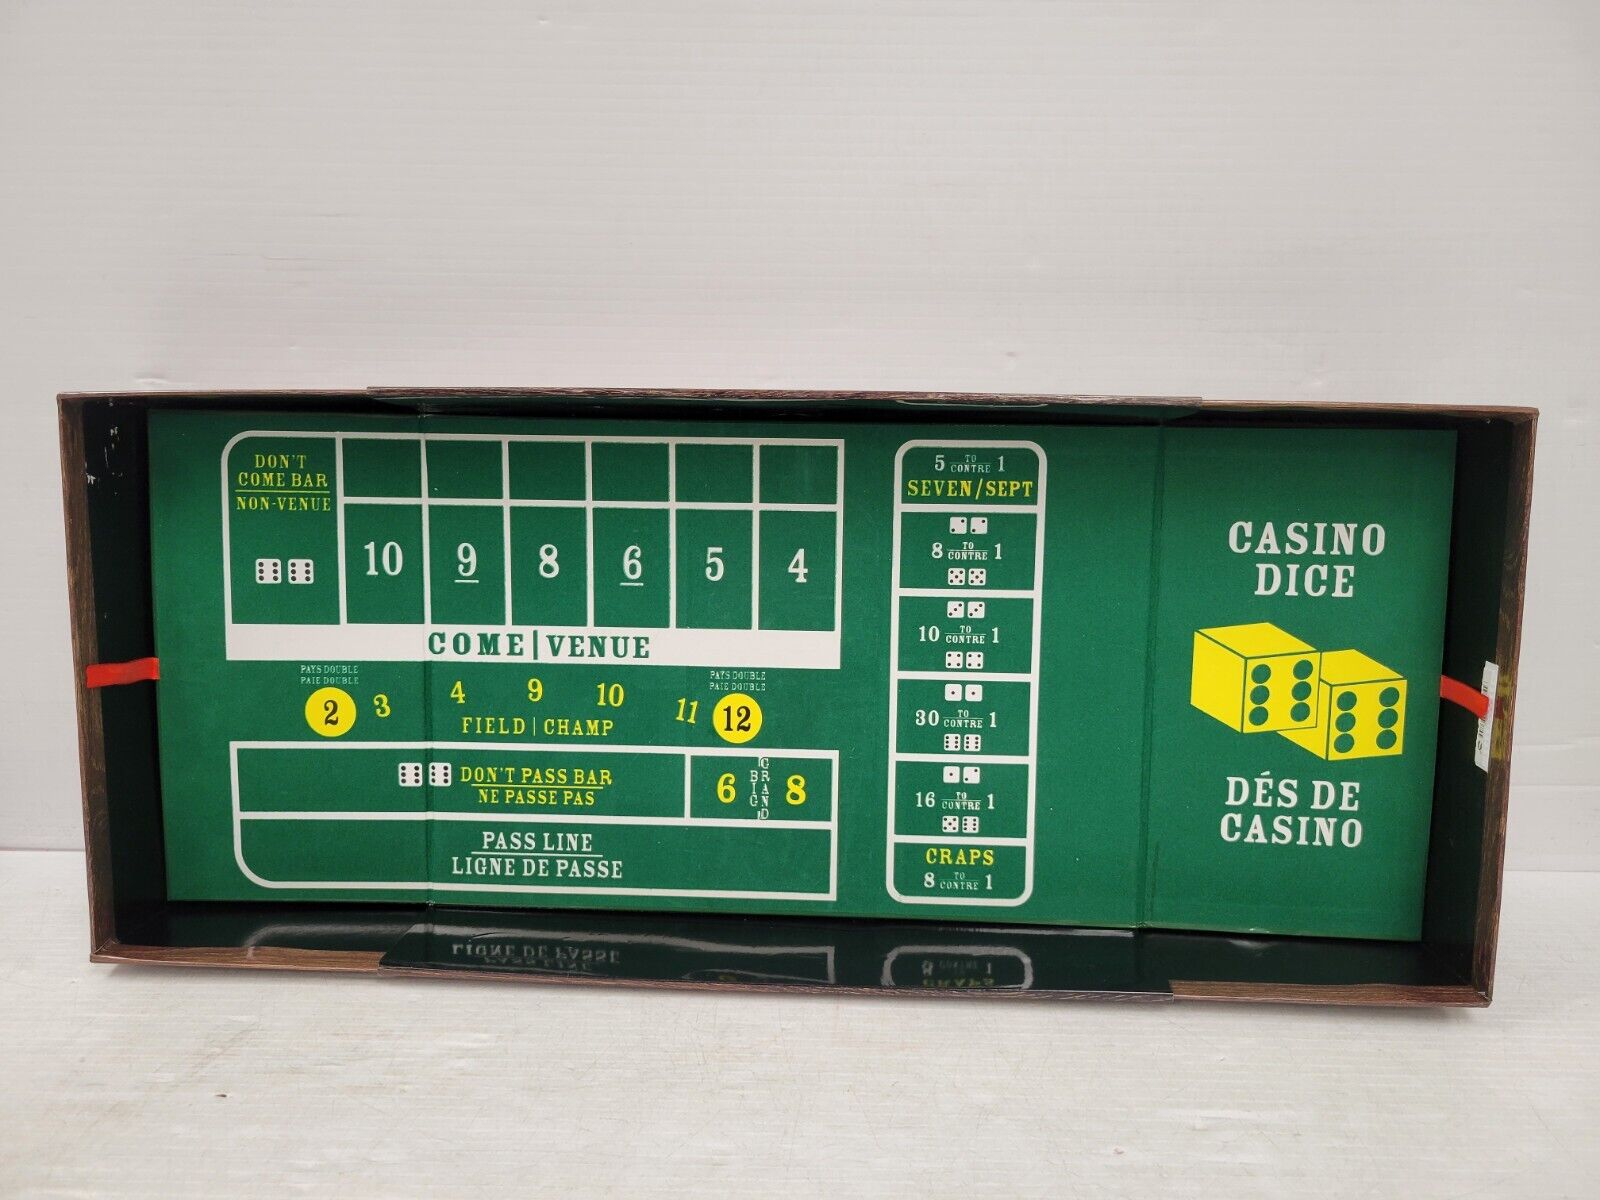 DON'T
COME BAR
NON-VENUE
10 9 8 6 5 4
COME | VENUE
PAYS DOUBLE
PAIE DOUBLE
PAYS DOUBLE
PAIE DOUBLE
2 3 4 9 10 11 12
FIELD | CHAMP
DON'T PASS BAR
NE PASSE PAS
6 BIG GRAND 8
PASS LINE
LIGNE DE PASSE
5 TO CONTRE 1
SEVEN/SEPT
8 TO CONTRE 1
10 TO CONTRE 1
30 TO CONTRE 1
16 TO CONTRE 1
CRAPS
8 TO CONTRE 1
CASINO
DICE
DÉS DE
CASINO